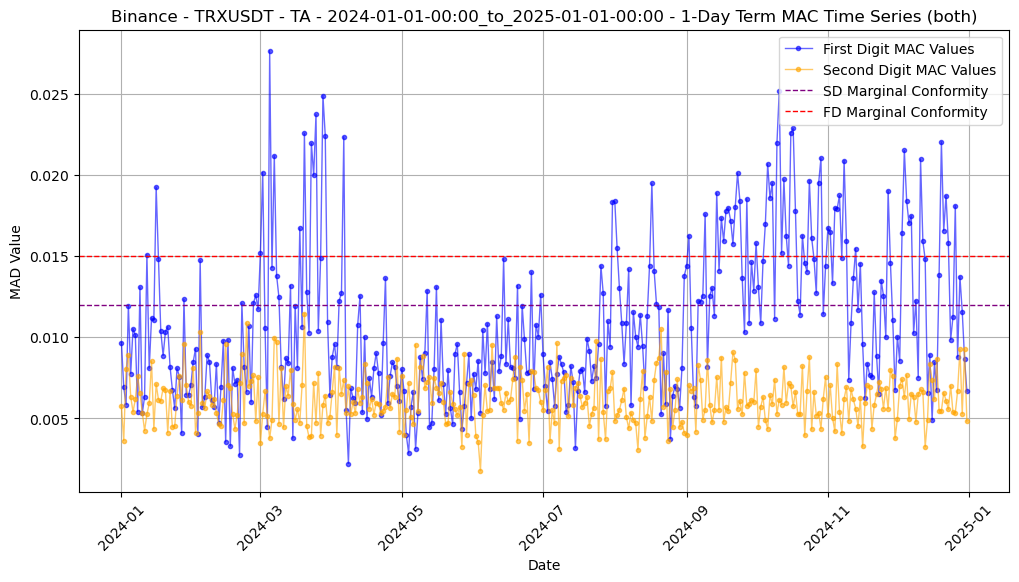 Binance - TRXUSDT - TA - 2024-01-01-00:00_to_2025-01-01-00:00 - 1-Day Term MAC Time Series (both)
First Digit MAC Values
Second Digit MAC Values
SD Marginal Conformity
FD Marginal Conformity
MAD Value
0.025
0.020
0.015
0.010
0.005
2024-01
2024-03
2024-05
2024-07
2024-09
2024-11
2025-01
Date